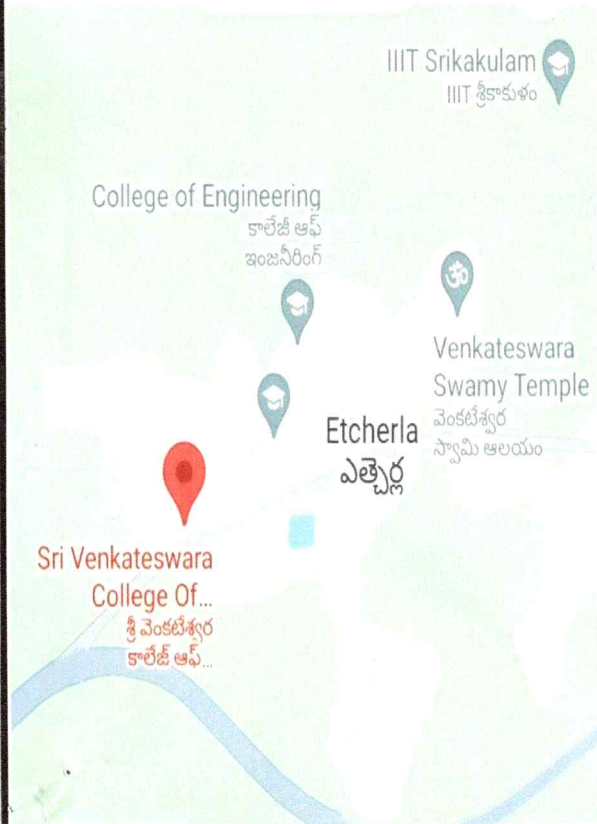 IIIT Srikakulam
IIIT శ్రీకాకుళం
College of Engineering
కాలేజీ ఆఫ్
ఇంజనీరింగ్
Venkateswara
Swamy Temple
వెంకటేశ్వర
స్వామి ఆలయం
Etcherla
ఎత్చెర్ల
Sri Venkateswara
College Of...
శ్రీ వెంకటేశ్వర
కాలేజ్ ఆఫ్...